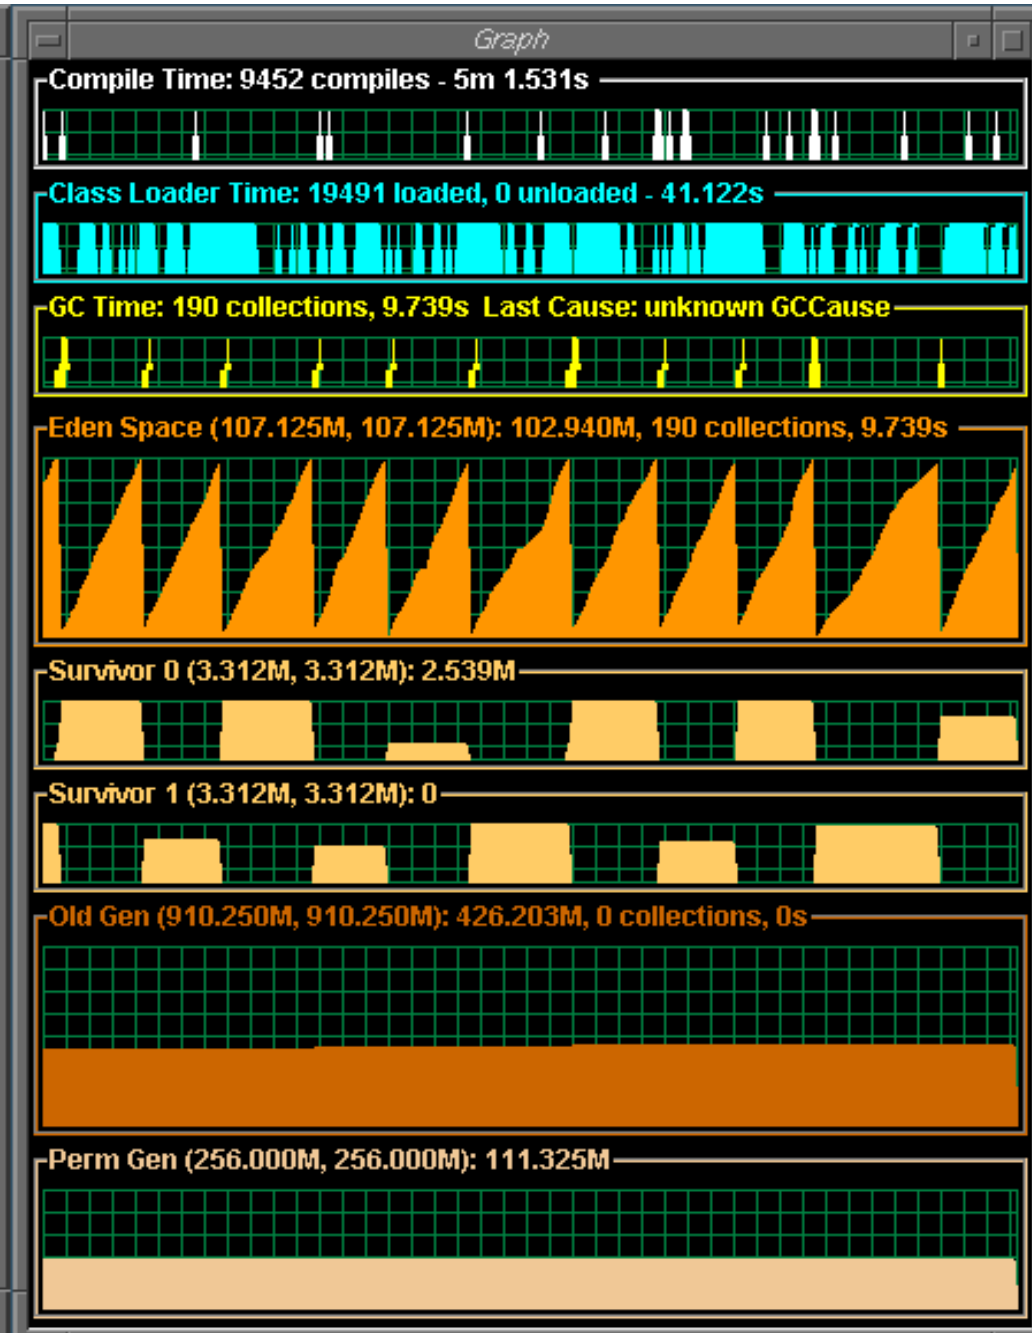 Graph
Compile Time: 9452 compiles - 5m 1.531s
Class Loader Time: 19491 loaded, 0 unloaded - 41.122s
GC Time: 190 collections, 9.739s  Last Cause: unknown GCCause
Eden Space (107.125M, 107.125M): 102.940M, 190 collections, 9.739s
Survivor 0 (3.312M, 3.312M): 2.539M
Survivor 1 (3.312M, 3.312M): 0
Old Gen (910.250M, 910.250M): 426.203M, 0 collections, 0s
Perm Gen (256.000M, 256.000M): 111.325M